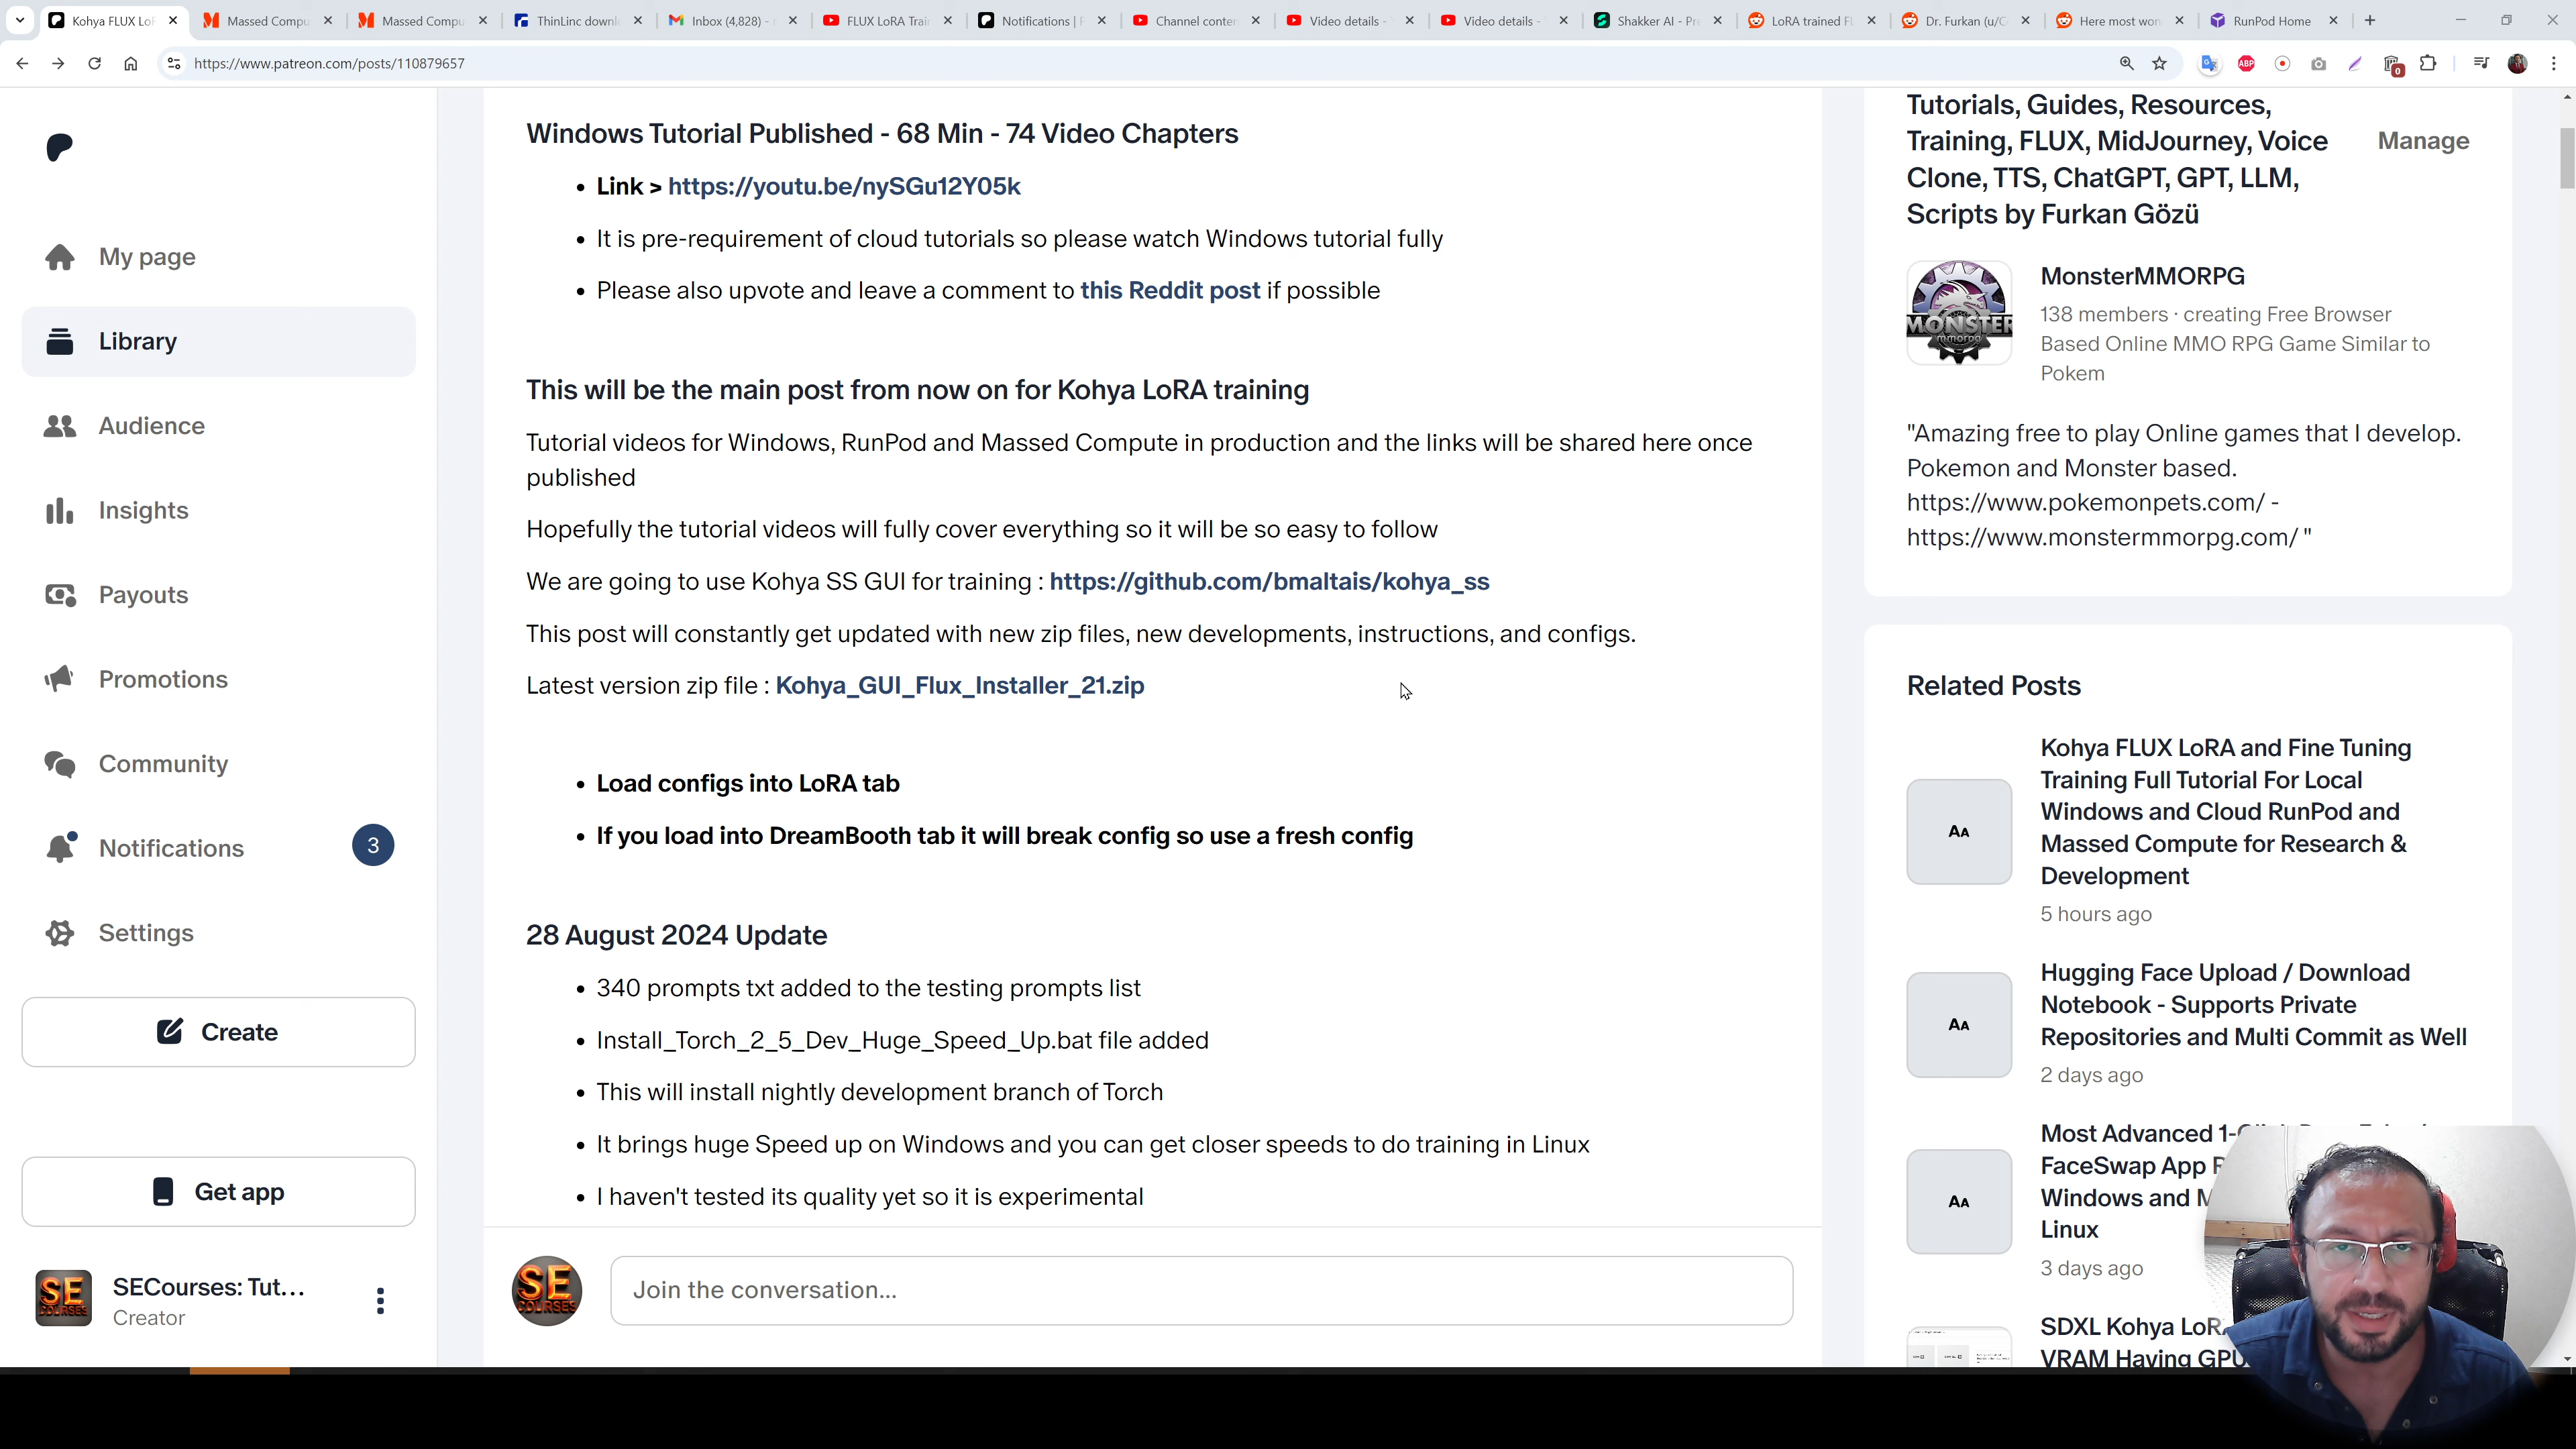 Kohya FLUX LoR
Massed Compu
Massed Compu
ThinLinc downl
Inbox (4,828) -
FLUX LoRA Train
Notifications | P
Channel conten
Video details -
Video details -
Shakker AI - Pre
LoRA trained FL
Dr. Furkan (u/C
Here most won
RunPod Home
https://www.patreon.com/posts/110879657
ABP
0
My page
Library
Audience
Insights
Payouts
Promotions
Community
Notifications
3
Settings
Create
Get app
SE
COURSES
SECourses: Tut...
Creator
Windows Tutorial Published - 68 Min - 74 Video Chapters
• Link > https://youtu.be/nySGu12Y05k
• It is pre-requirement of cloud tutorials so please watch Windows tutorial fully
• Please also upvote and leave a comment to this Reddit post if possible
This will be the main post from now on for Kohya LoRA training
Tutorial videos for Windows, RunPod and Massed Compute in production and the links will be shared here once
published
Hopefully the tutorial videos will fully cover everything so it will be so easy to follow
We are going to use Kohya SS GUI for training : https://github.com/bmaltais/kohya_ss
This post will constantly get updated with new zip files, new developments, instructions, and configs.
Latest version zip file : Kohya_GUI_Flux_Installer_21.zip
• Load configs into LoRA tab
• If you load into DreamBooth tab it will break config so use a fresh config
28 August 2024 Update
• 340 prompts txt added to the testing prompts list
• Install_Torch_2_5_Dev_Huge_Speed_Up.bat file added
• This will install nightly development branch of Torch
• It brings huge Speed up on Windows and you can get closer speeds to do training in Linux
• I haven't tested its quality yet so it is experimental
SE
COURSES
Join the conversation...
Tutorials, Guides, Resources,
Training, FLUX, MidJourney, Voice
Clone, TTS, ChatGPT, GPT, LLM,
Scripts by Furkan Gözü
Manage
MONSTER
mmorpg
MonsterMMORPG
138 members · creating Free Browser
Based Online MMO RPG Game Similar to
Pokem
"Amazing free to play Online games that I develop.
Pokemon and Monster based.
https://www.pokemonpets.com/ -
https://www.monstermmorpg.com/ "
Related Posts
AA
Kohya FLUX LoRA and Fine Tuning
Training Full Tutorial For Local
Windows and Cloud RunPod and
Massed Compute for Research &
Development
5 hours ago
AA
Hugging Face Upload / Download
Notebook - Supports Private
Repositories and Multi Commit as Well
2 days ago
AA
Most Advanced 1-
FaceSwap App
Windows and
Linux
3 days ago
SDXL Kohya LoR
VRAM Having GPU